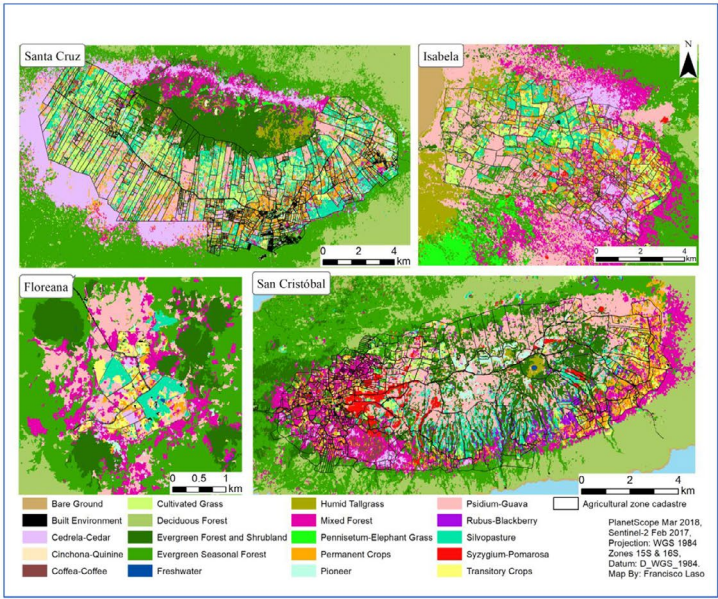 Santa Cruz
Isabela
N
0 2 4
km
0 2 4
km
Floreana
San Cristóbal
0 0.5 1
km
0 2 4
km
Bare Ground
Built Environment
Cedrela-Cedar
Cinchona-Quinine
Coffea-Coffee
Cultivated Grass
Deciduous Forest
Evergreen Forest and Shrubland
Evergreen Seasonal Forest
Freshwater
Humid Tallgrass
Mixed Forest
Pennisetum-Elephant Grass
Permanent Crops
Pioneer
Psidium-Guava
Rubus-Blackberry
Silvopasture
Syzygium-Pomarosa
Transitory Crops
Agricultural zone cadastre
PlanetScope Mar 2018,
Sentinel-2 Feb 2017,
Projection: WGS 1984
Zones 15S & 16S,
Datum: D_WGS_1984.
Map By: Francisco Laso